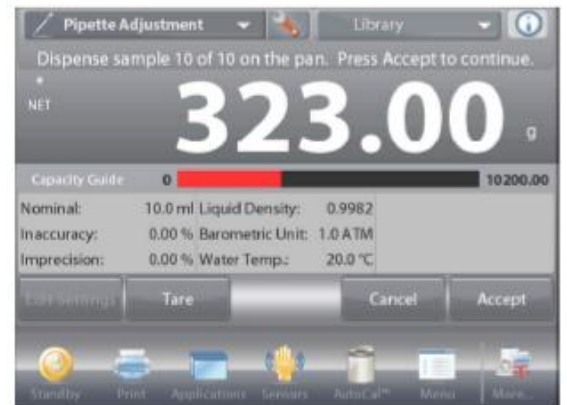 Pipette Adjustment Library
Dispense sample 10 of 10 on the pan. Press Accept to continue.
*
NET
323.00 g
Capacity Guide 0 10200.00
Nominal: 10.0 ml Liquid Density: 0.9982
Inaccuracy: 0.00 % Barometric Unit: 1.0 ATM
Imprecision: 0.00 % Water Temp.: 20.0 °C
Edit Settings Tare Cancel Accept
Standby Print Applications Sensors AutoCal™ Menu More...